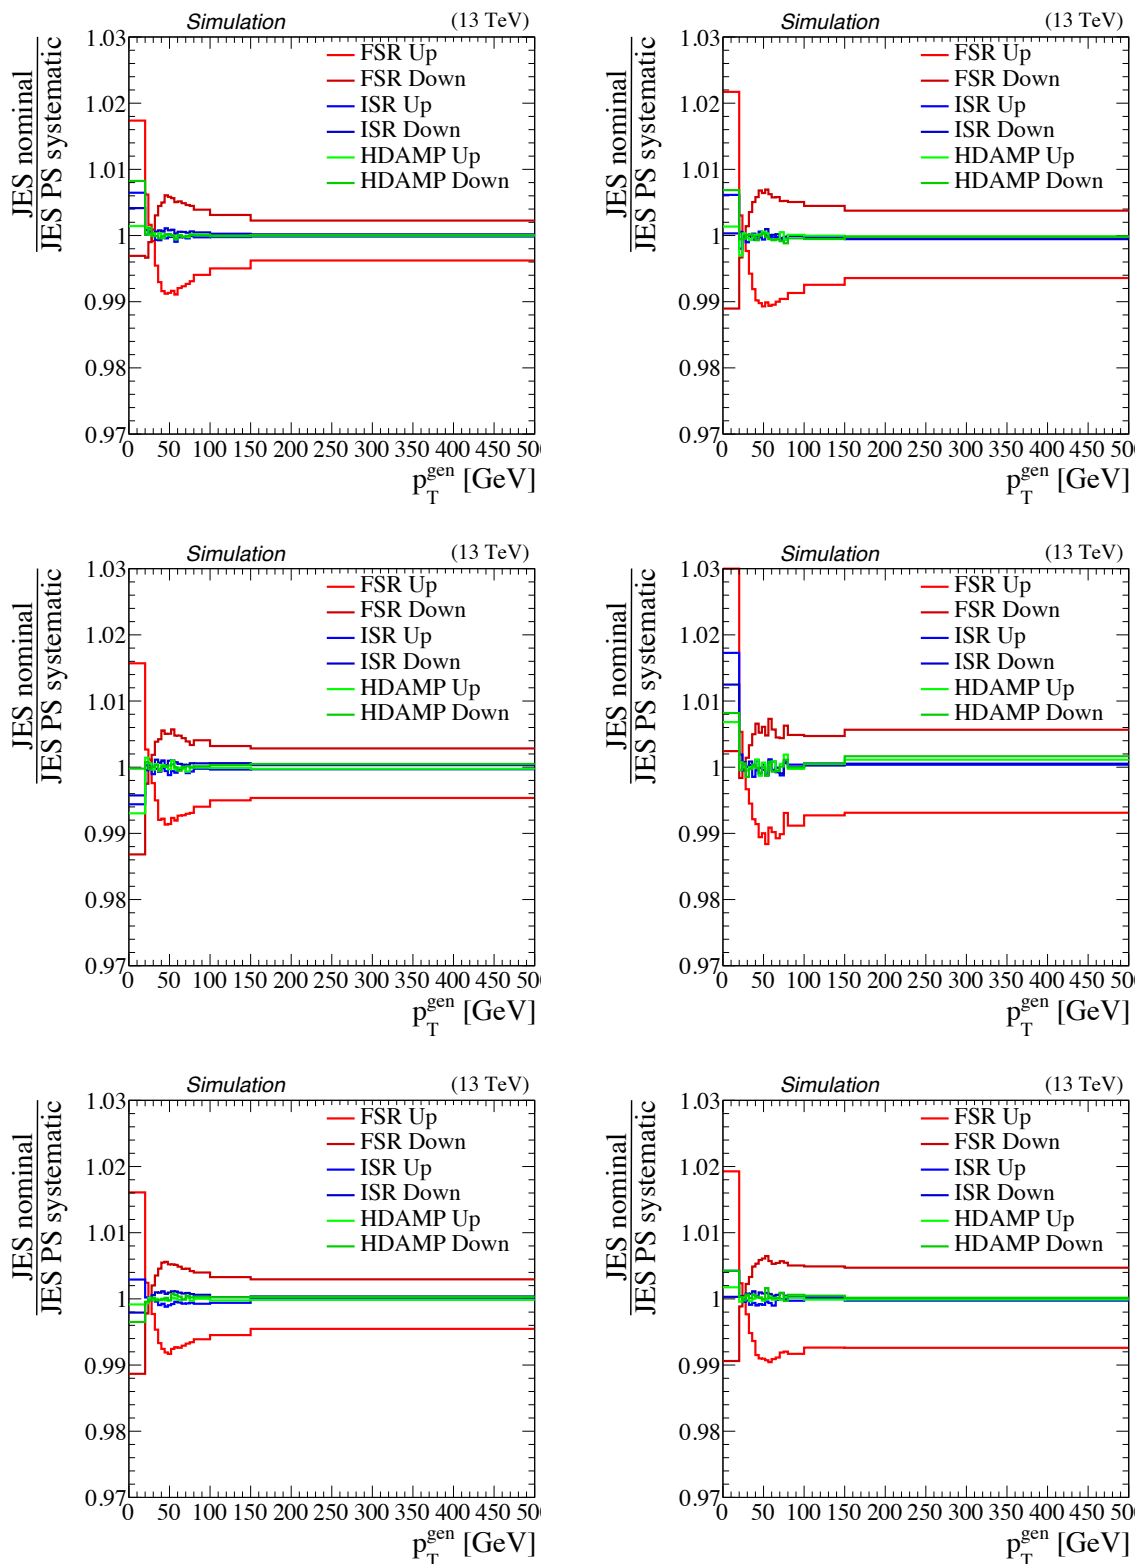 Simulation (13 TeV)
JES nominal
JES PS systematic
1.03
1.02
1.01
1
0.99
0.98
0.97
FSR Up
FSR Down
ISR Up
ISR Down
HDAMP Up
HDAMP Down
0 50 100 150 200 250 300 350 400 450 500
p_T^gen [GeV]
Simulation (13 TeV)
JES nominal
JES PS systematic
1.03
1.02
1.01
1
0.99
0.98
0.97
FSR Up
FSR Down
ISR Up
ISR Down
HDAMP Up
HDAMP Down
0 50 100 150 200 250 300 350 400 450 500
p_T^gen [GeV]
Simulation (13 TeV)
JES nominal
JES PS systematic
1.03
1.02
1.01
1
0.99
0.98
0.97
FSR Up
FSR Down
ISR Up
ISR Down
HDAMP Up
HDAMP Down
0 50 100 150 200 250 300 350 400 450 500
p_T^gen [GeV]
Simulation (13 TeV)
JES nominal
JES PS systematic
1.03
1.02
1.01
1
0.99
0.98
0.97
FSR Up
FSR Down
ISR Up
ISR Down
HDAMP Up
HDAMP Down
0 50 100 150 200 250 300 350 400 450 500
p_T^gen [GeV]
Simulation (13 TeV)
JES nominal
JES PS systematic
1.03
1.02
1.01
1
0.99
0.98
0.97
FSR Up
FSR Down
ISR Up
ISR Down
HDAMP Up
HDAMP Down
0 50 100 150 200 250 300 350 400 450 500
p_T^gen [GeV]
Simulation (13 TeV)
JES nominal
JES PS systematic
1.03
1.02
1.01
1
0.99
0.98
0.97
FSR Up
FSR Down
ISR Up
ISR Down
HDAMP Up
HDAMP Down
0 50 100 150 200 250 300 350 400 450 500
p_T^gen [GeV]